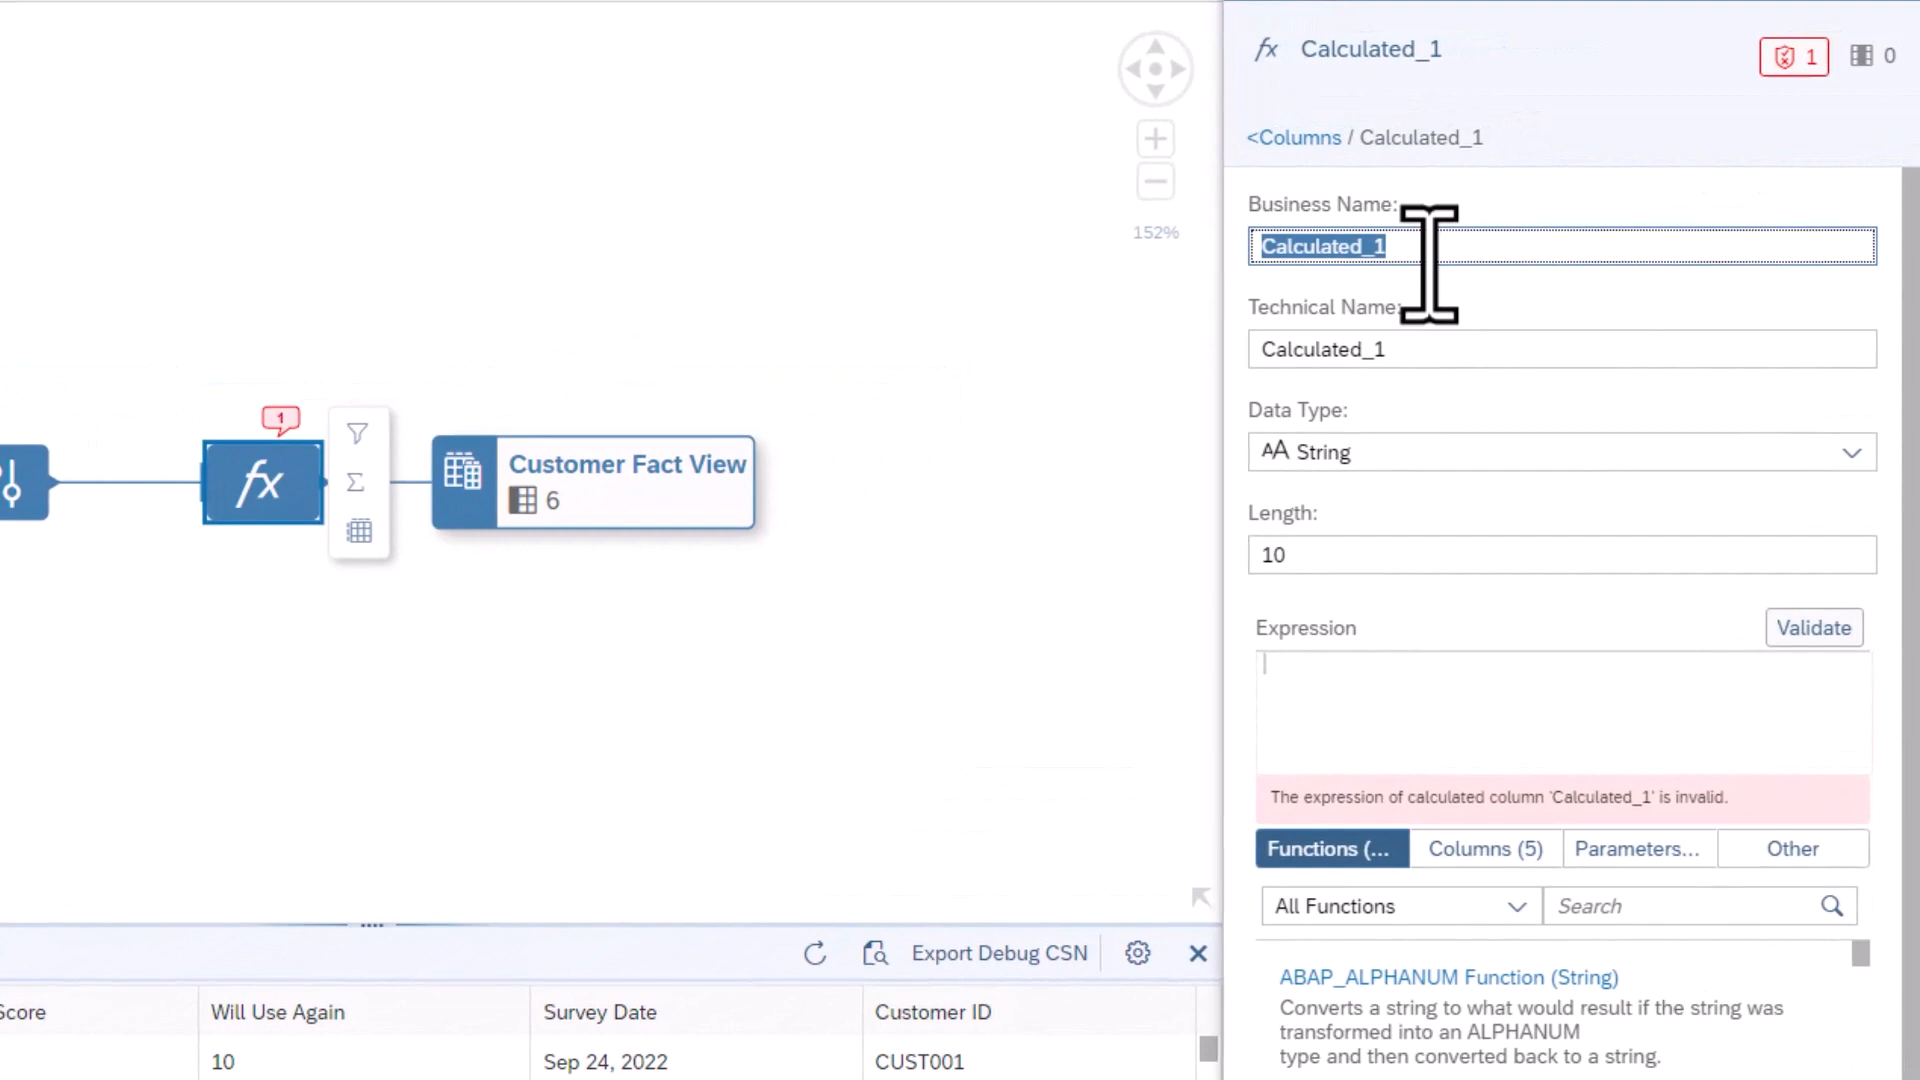 fx Calculated_1
1
0
<Columns / Calculated_1
Business Name:
Calculated_1
Technical Name:
Calculated_1
Data Type:
AA String
Length:
10
Expression
Validate
The expression of calculated column 'Calculated_1' is invalid.
Functions (...
Columns (5)
Parameters...
Other
All Functions
Search
ABAP_ALPHANUM Function (String)
Converts a string to what would result if the string was
transformed into an ALPHANUM
type and then converted back to a string.
152%
1
fx
Σ
Customer Fact View
6
Export Debug CSN
Score
Will Use Again
Survey Date
Customer ID
10
Sep 24, 2022
CUST001